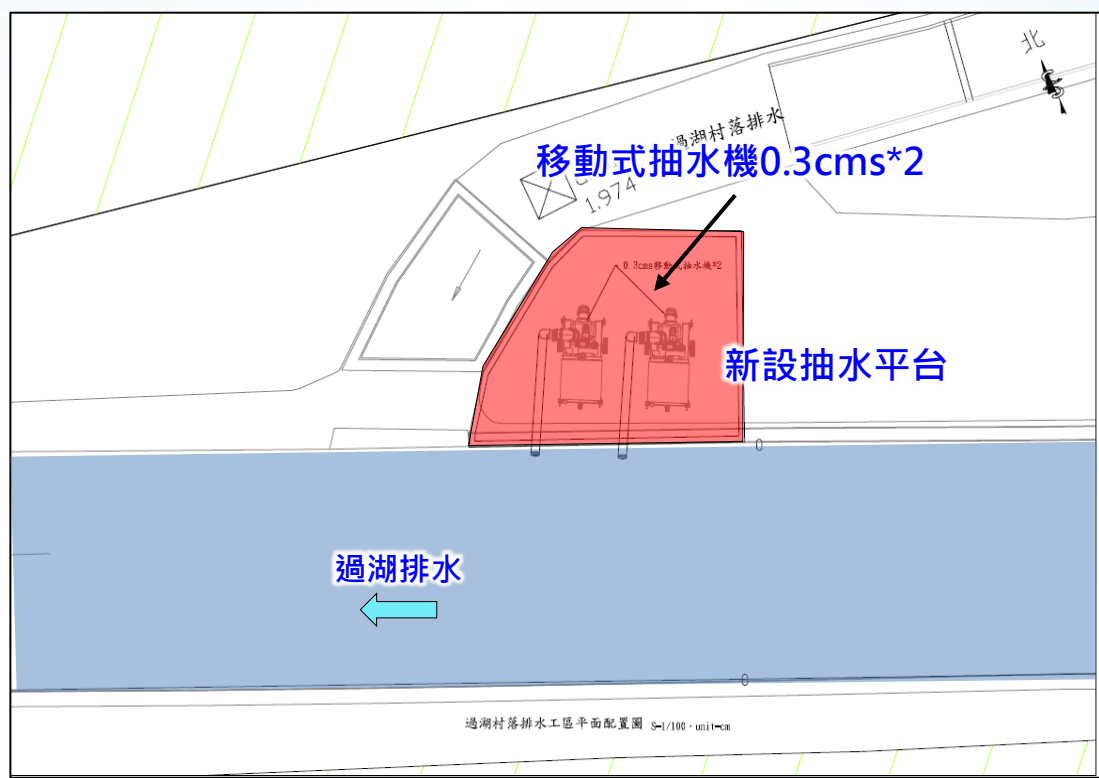 北
過湖村落排水
移動式抽水機0.3cms*2
1.974
0.3cms移動式抽水機*2
新設抽水平台
0
過湖排水
0
過湖村落排水工區平面配置圖 S-1/100，unit=cm